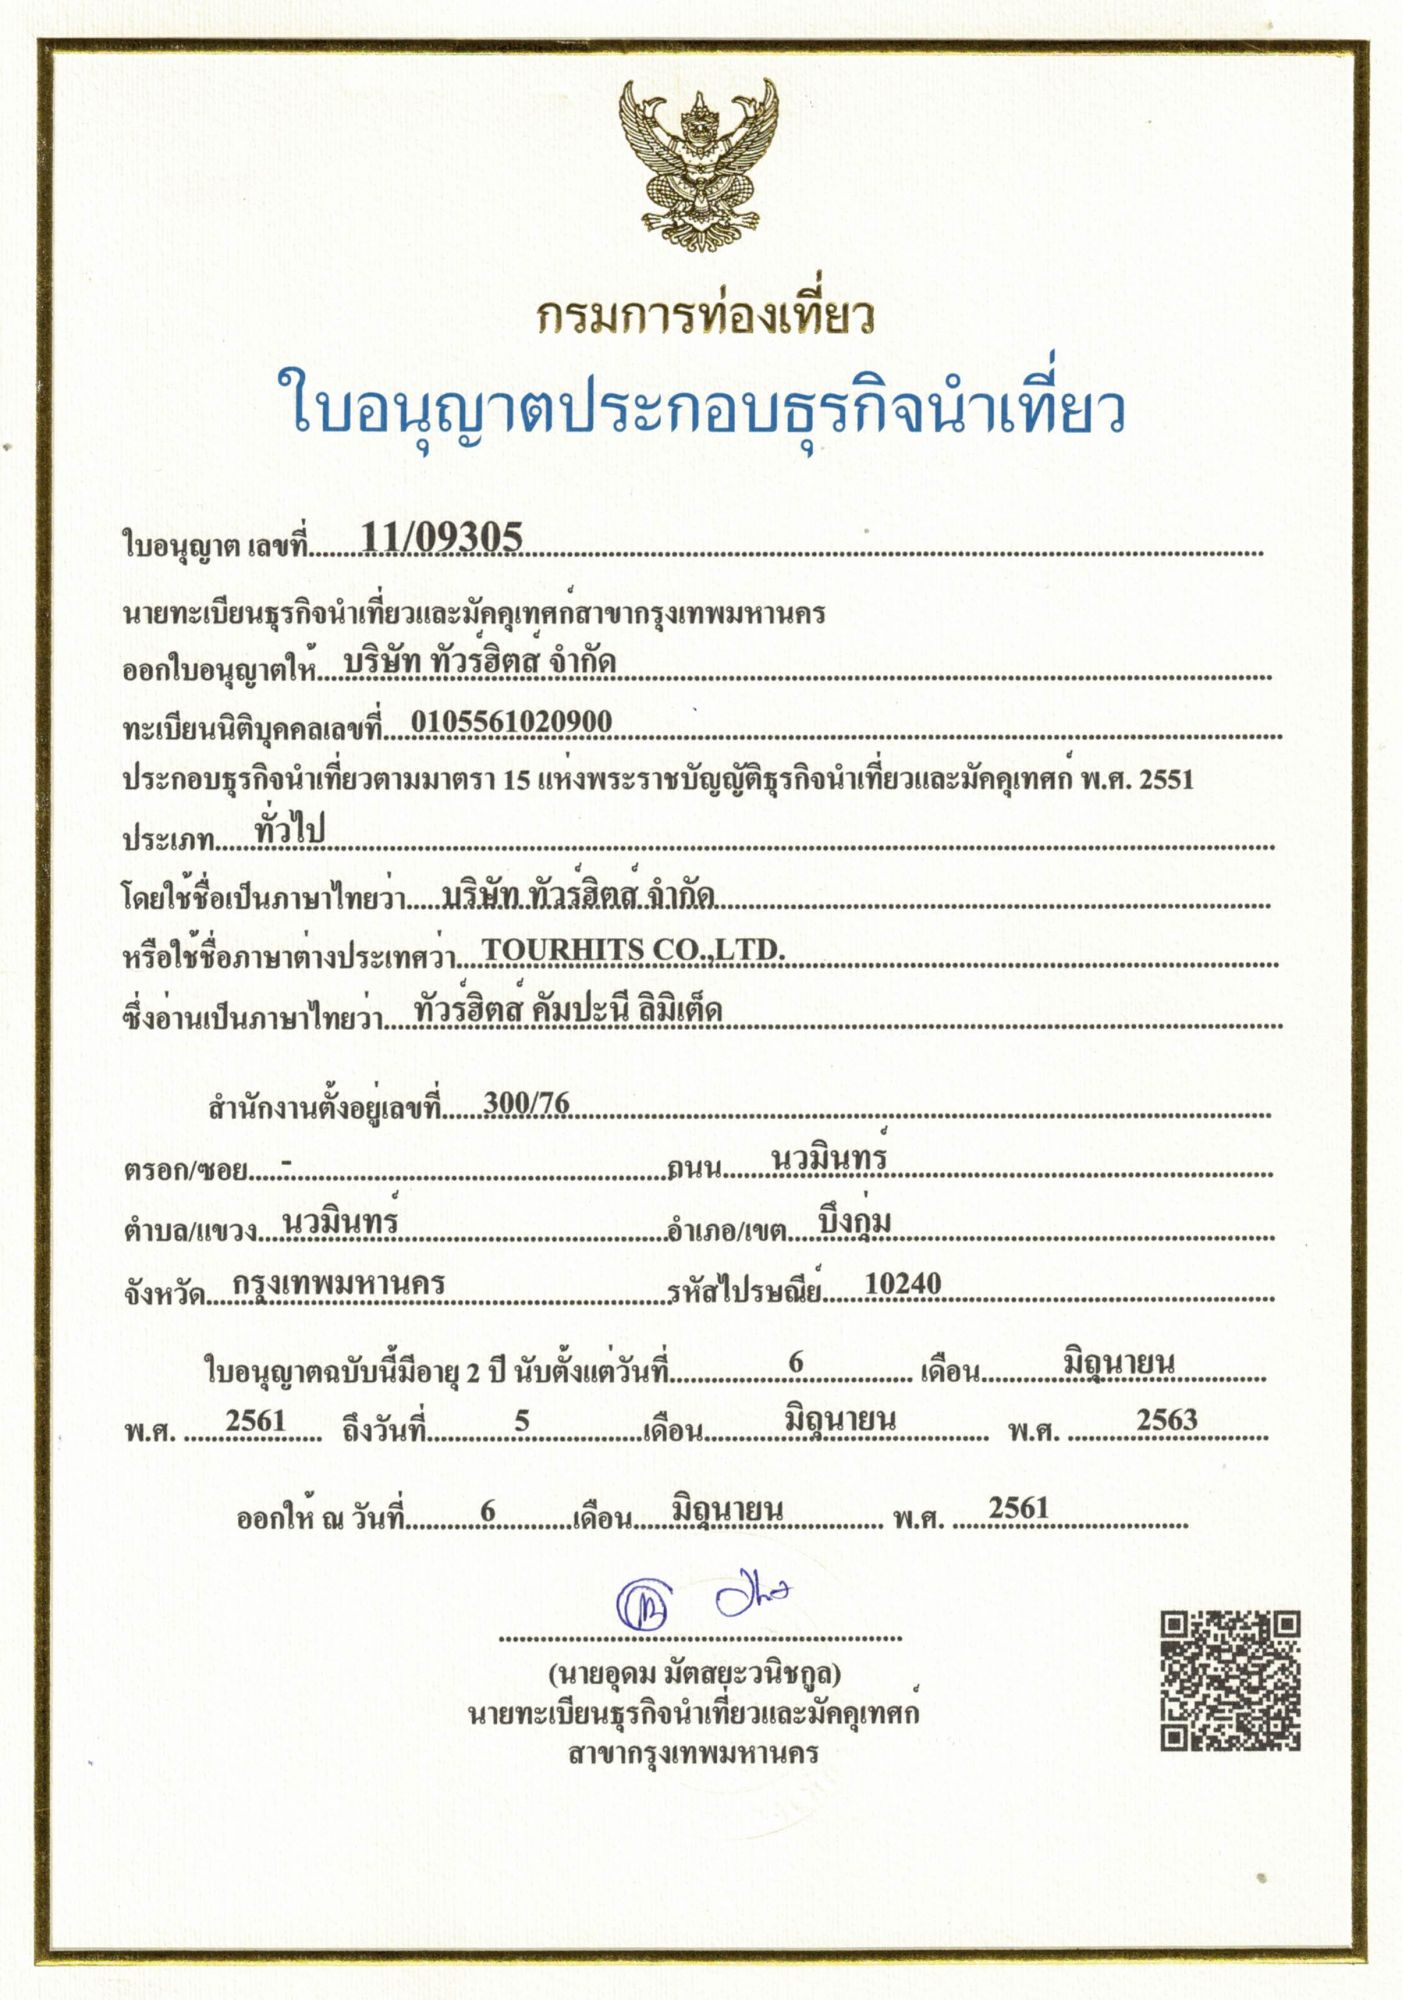 กรมการท่องเที่ยว
ใบอนุญาตประกอบธุรกิจนำเที่ยว
ใบอนุญาต เลขที่ 11/09305
นายทะเบียนธุรกิจนำเที่ยวและมัคคุเทศก์สาขากรุงเทพมหานคร
ออกใบอนุญาตให้ บริษัท ทัวร์ฮิตส์ จำกัด
ทะเบียนนิติบุคคลเลขที่ 0105561020900
ประกอบธุรกิจนำเที่ยวตามมาตรา 15 แห่งพระราชบัญญัติธุรกิจนำเที่ยวและมัคคุเทศก์ พ.ศ. 2551
ประเภท ทั่วไป
โดยใช้ชื่อเป็นภาษาไทยว่า บริษัท ทัวร์ฮิตส์ จำกัด
หรือใช้ชื่อภาษาต่างประเทศว่า TOURHITS CO.,LTD.
ซึ่งอ่านเป็นภาษาไทยว่า ทัวร์ฮิตส์ คัมปะนี ลิมิเต็ด
สำนักงานตั้งอยู่เลขที่ 300/76
ตรอก/ซอย - ถนน นวมินทร์
ตำบล/แขวง นวมินทร์ อำเภอ/เขต บึงกุ่ม
จังหวัด กรุงเทพมหานคร รหัสไปรษณีย์ 10240
ใบอนุญาตฉบับนี้มีอายุ 2 ปี นับตั้งแต่วันที่ 6 เดือน มิถุนายน
พ.ศ. 2561 ถึงวันที่ 5 เดือน มิถุนายน พ.ศ. 2563
ออกให้ ณ วันที่ 6 เดือน มิถุนายน พ.ศ. 2561
(นายอุดม มัตสยะวนิชกูล)
นายทะเบียนธุรกิจนำเที่ยวและมัคคุเทศก์
สาขากรุงเทพมหานคร